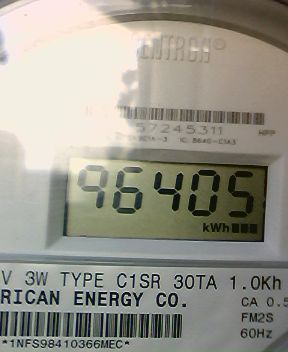 CENTRON®
57245311 HPP
96405
kWh
V 3W TYPE C1SR 30TA 1.0Kh
RICAN ENERGY CO.
CA 0.5
FM2S
60Hz
*1NFS98410366MEC*